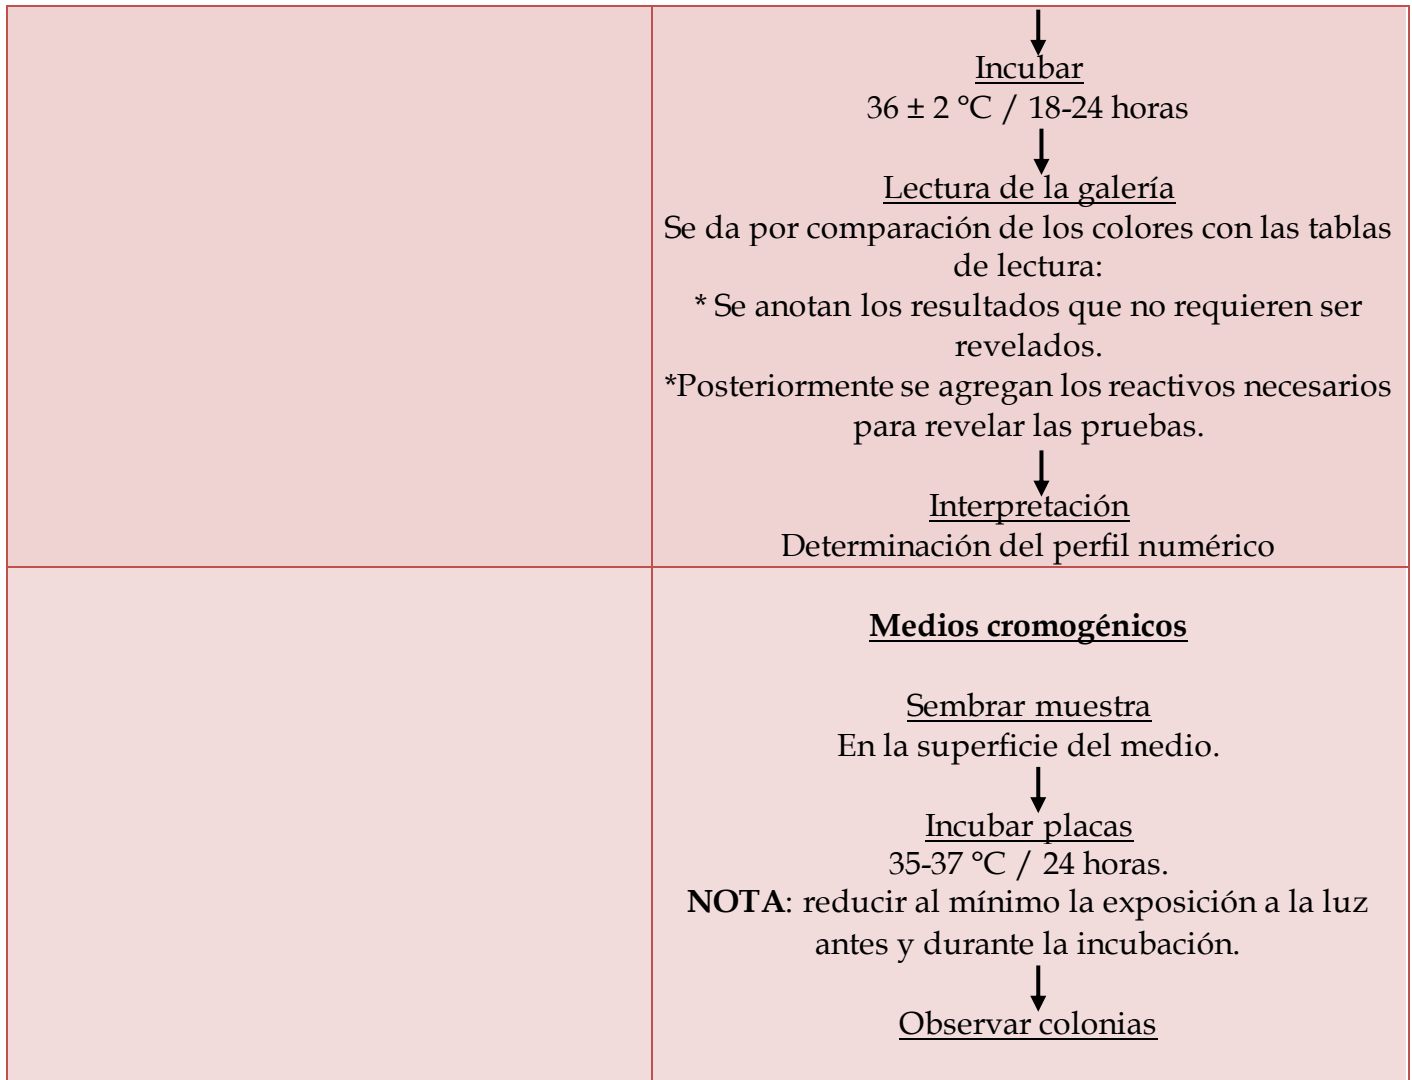 Incubar
36 ± 2 °C / 18-24 horas
Lectura de la galería
Se da por comparación de los colores con las tablas
de lectura:
* Se anotan los resultados que no requieren ser
revelados.
*Posteriormente se agregan los reactivos necesarios
para revelar las pruebas.
Interpretación
Determinación del perfil numérico
Medios cromogénicos
Sembrar muestra
En la superficie del medio.
Incubar placas
35-37 °C / 24 horas.
NOTA: reducir al mínimo la exposición a la luz
antes y durante la incubación.
Observar colonias